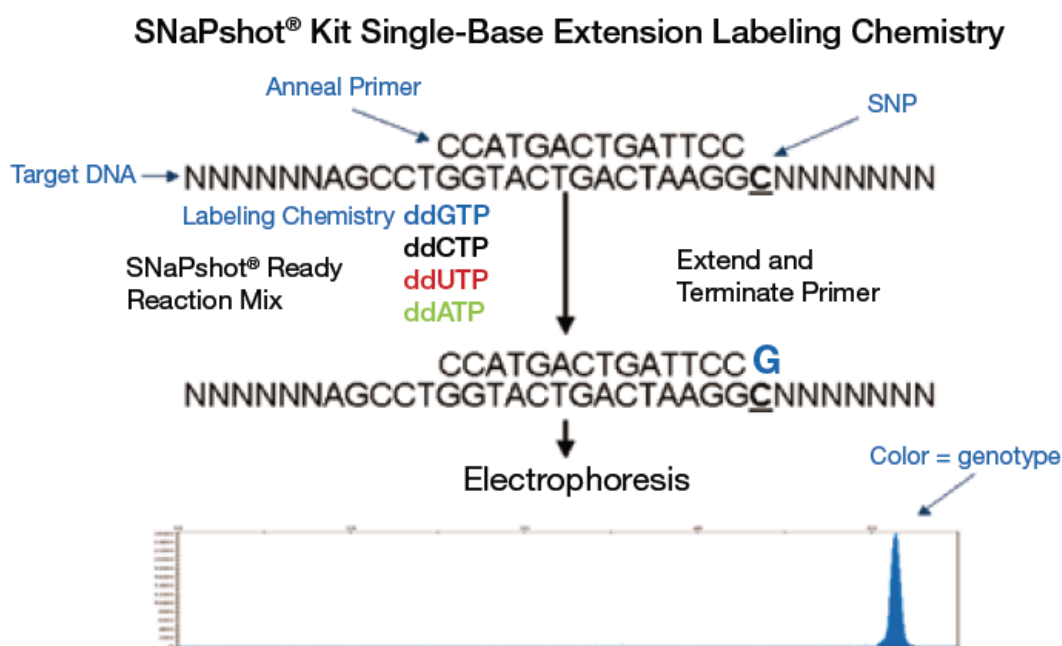 SNaPshot® Kit Single-Base Extension Labeling Chemistry
Anneal Primer
SNP
CCATGACTGATTCC
Target DNA
NNNNNNAGCCTGGTACTGACTAAGGCNNNNNNN
Labeling Chemistry ddGTP
ddCTP
ddUTP
ddATP
SNaPshot® Ready
Reaction Mix
Extend and
Terminate Primer
CCATGACTGATTCC G
NNNNNNAGCCTGGTACTGACTAAGGCNNNNNNN
Electrophoresis
Color = genotype